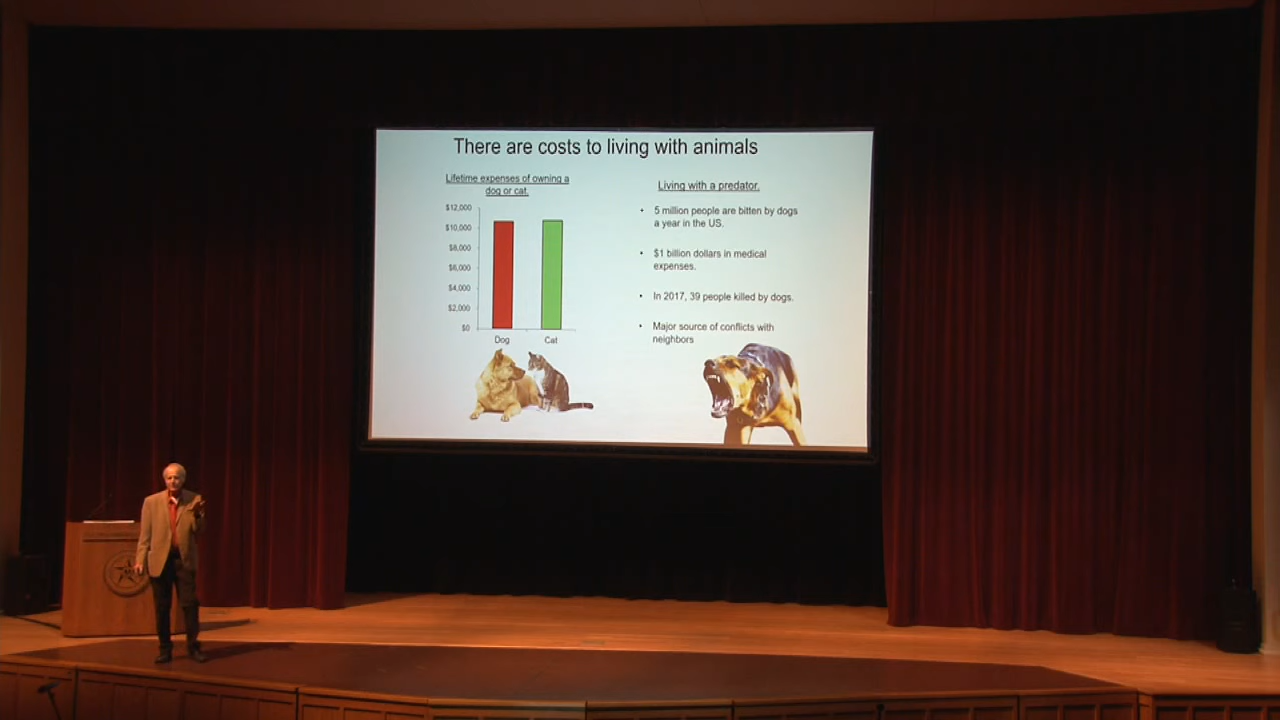 There are costs to living with animals
Lifetime expenses of owning a
dog or cat.
$12,000
$10,000
$8,000
$6,000
$4,000
$2,000
$0
Dog
Cat
Living with a predator.
• 5 million people are bitten by dogs
a year in the US.
• $1 billion dollars in medical
expenses.
• In 2017, 39 people killed by dogs.
• Major source of conflicts with
neighbors